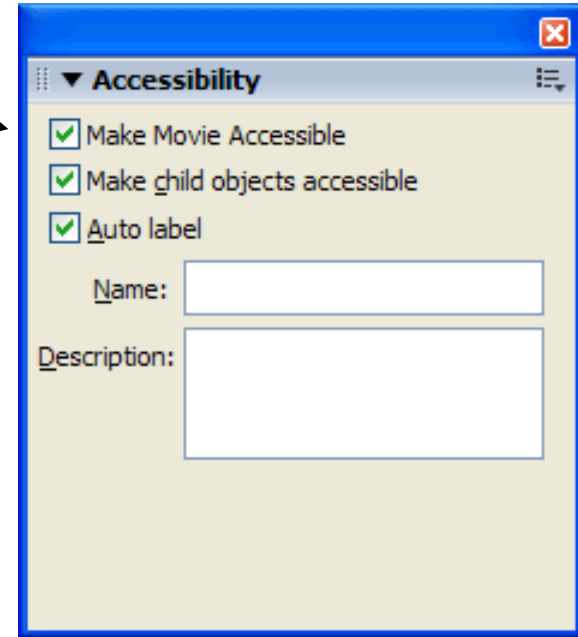 Accessibility
Make Movie Accessible
Make child objects accessible
Auto label
Name:
Description: